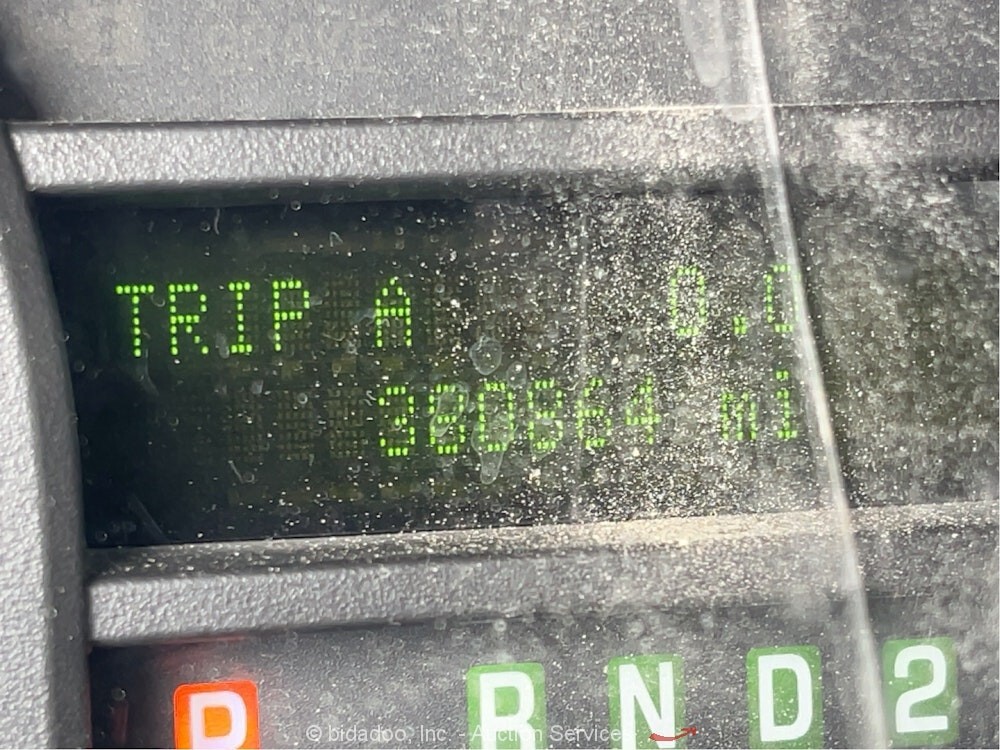 TRIP A 0.0
380864 mi
P R N D 2
© bidadoo, Inc. - Auction Services